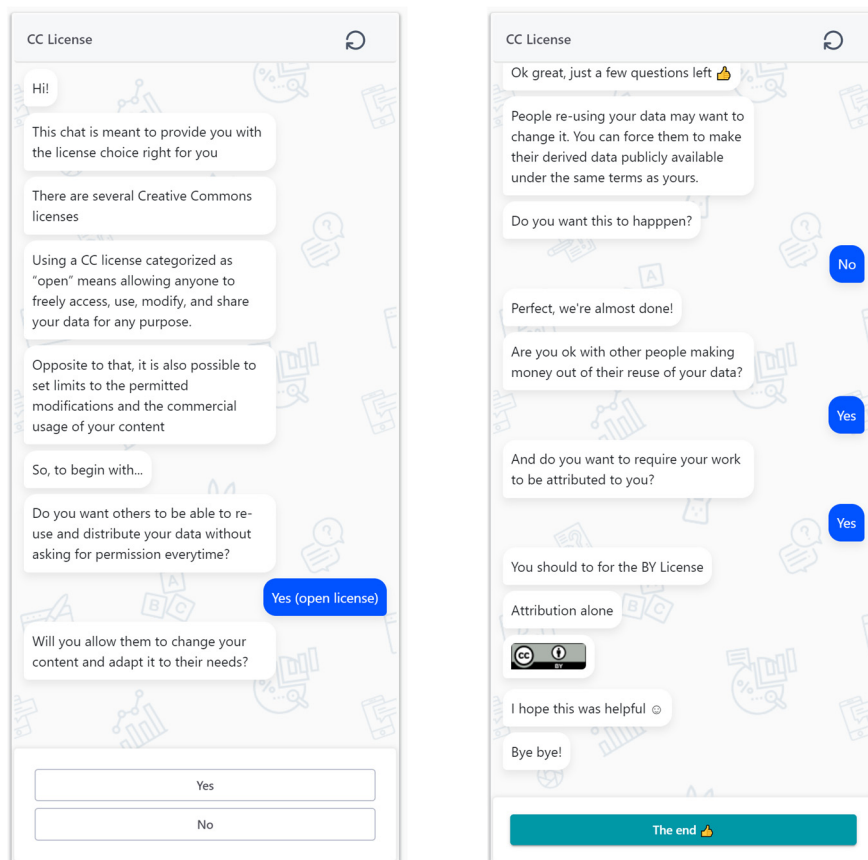 CC License
Hi!
This chat is meant to provide you with
the license choice right for you
There are several Creative Commons
licenses
Using a CC license categorized as
“open” means allowing anyone to
freely access, use, modify, and share
your data for any purpose.
Opposite to that, it is also possible to
set limits to the permitted
modifications and the commercial
usage of your content
So, to begin with...
Do you want others to be able to re-
use and distribute your data without
asking for permission everytime?
Yes (open license)
Will you allow them to change your
content and adapt it to their needs?
Yes
No
CC License
Ok great, just a few questions left 👍
People re-using your data may want to
change it. You can force them to make
their derived data publicly available
under the same terms as yours.
Do you want this to happpen?
No
Perfect, we're almost done!
Are you ok with other people making
money out of their reuse of your data?
Yes
And do you want to require your work
to be attributed to you?
Yes
You should to for the BY License
Attribution alone
cc
BY
I hope this was helpful ☺
Bye bye!
The end 👍